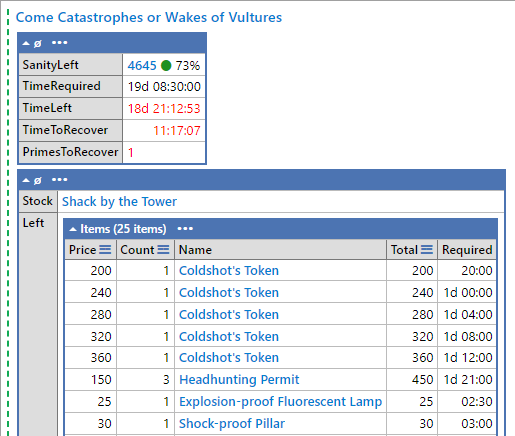 Come Catastrophes or Wakes of Vultures
ø •••
SanityLeft 4645 73%
TimeRequired 19d 08:30:00
TimeLeft 18d 21:12:53
TimeToRecover 11:17:07
PrimesToRecover 1
ø •••
Stock Shack by the Tower
Left Items (25 items) •••
Price Count Name Total Required
200 1 Coldshot's Token 200 20:00
240 1 Coldshot's Token 240 1d 00:00
280 1 Coldshot's Token 280 1d 04:00
320 1 Coldshot's Token 320 1d 08:00
360 1 Coldshot's Token 360 1d 12:00
150 3 Headhunting Permit 450 1d 21:00
25 1 Explosion-proof Fluorescent Lamp 25 02:30
30 1 Shock-proof Pillar 30 03:00